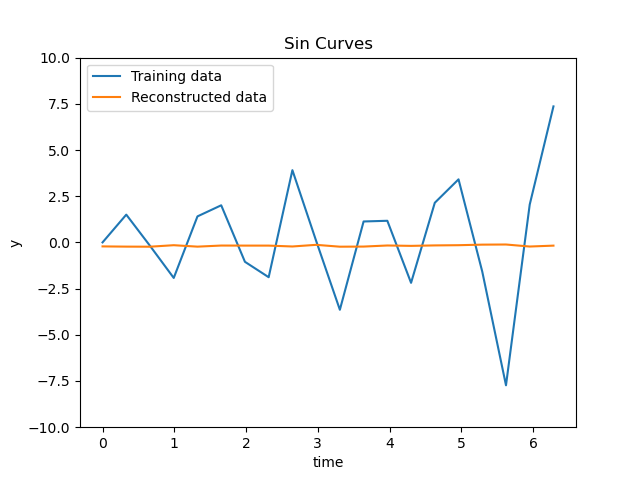 Sin Curves
Training data
Reconstructed data
10.0
7.5
5.0
2.5
0.0
−2.5
−5.0
−7.5
−10.0
y
0 1 2 3 4 5 6
time